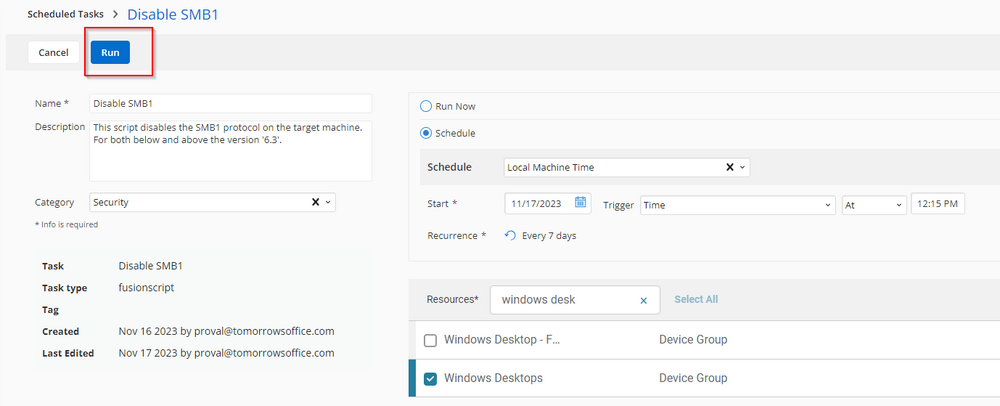 Scheduled Tasks > Disable SMB1
Cancel Run
Name * Disable SMB1
Description This script disables the SMB1 protocol on the target machine.
For both below and above the version '6.3'.
Category Security
* Info is required
Task Disable SMB1
Task type fusionscript
Tag
Created Nov 16 2023 by proval@tomorrowsoffice.com
Last Edited Nov 17 2023 by proval@tomorrowsoffice.com
Run Now
Schedule
Schedule Local Machine Time
Start * 11/17/2023 Trigger Time At 12:15 PM
Recurrence * Every 7 days
Resources* windows desk Select All
Windows Desktop - F... Device Group
Windows Desktops Device Group